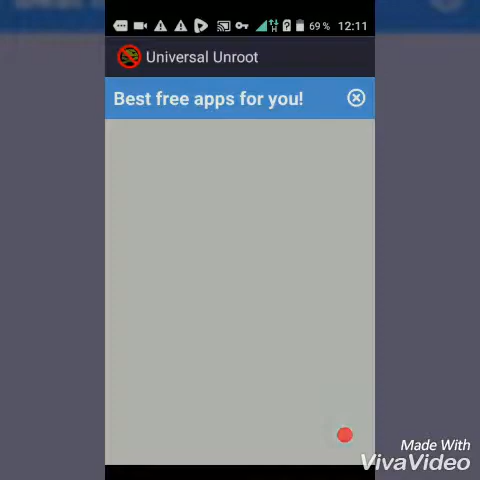 69 % 12:11
Universal Unroot
Best free apps for you!
Made With
VivaVideo